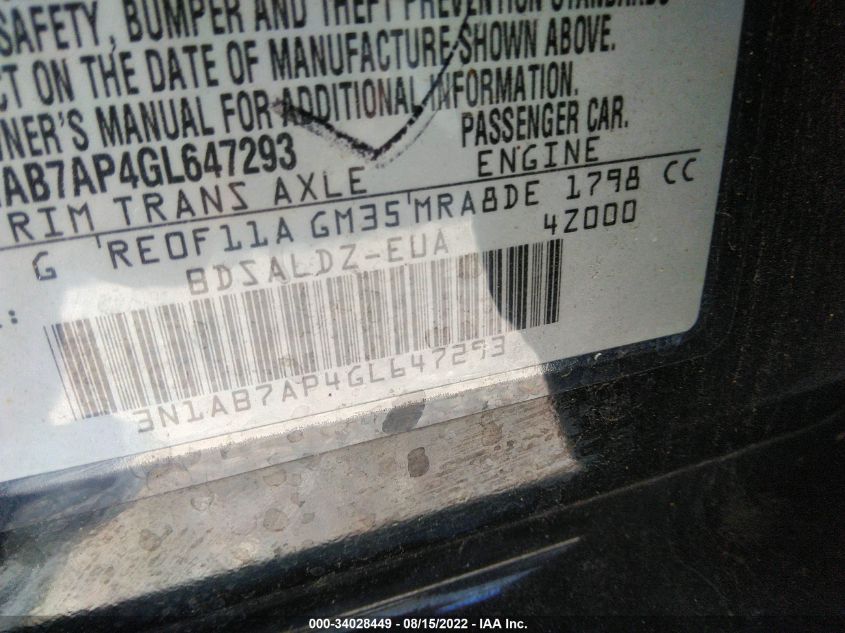 SAFETY, BUMPER AND THEFT PREVENTION STANDARDS
CT ON THE DATE OF MANUFACTURE SHOWN ABOVE.
NER'S MANUAL FOR ADDITIONAL INFORMATION.
AB7AP4GL647293 PASSENGER CAR.
RIM TRANS AXLE ENGINE
G RE0F11A GM35 MRA8DE 1798 CC
BDSALDZ-EUA 4Z000
3N1AB7AP4GL647293
000-34028449 - 08/15/2022 - IAA Inc.